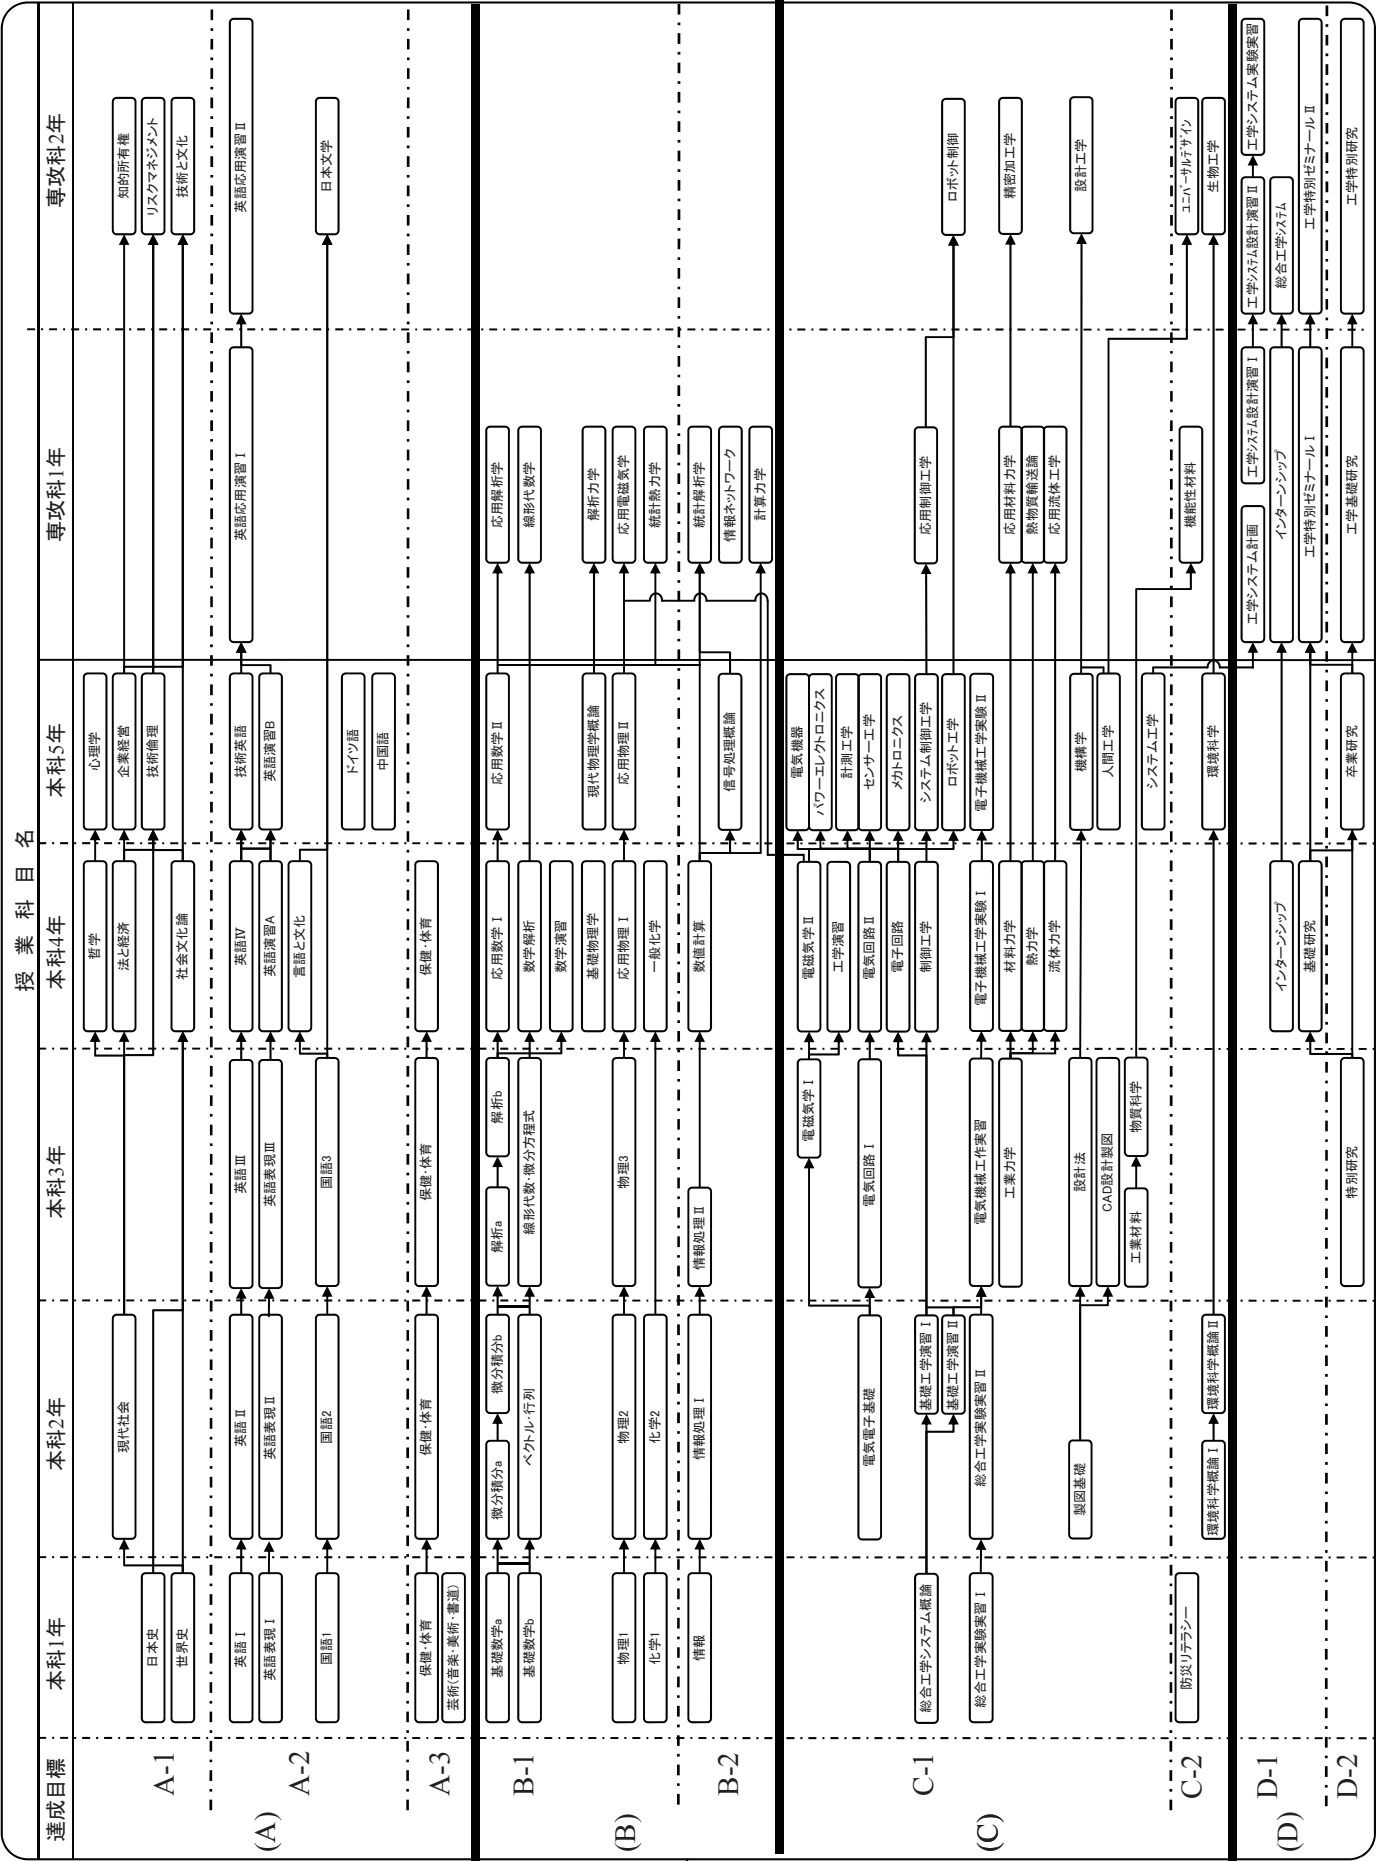 授 業 科 目 名
達成目標
本科1年
本科2年
本科3年
本科4年
本科5年
専攻科1年
専攻科2年
(A)
A-1
哲学
心理学
現代社会
法と経済
企業経営
知的所有権
日本史
技術倫理
リスクマネジメント
世界史
社会文化論
技術と文化
A-2
英語Ⅰ
英語Ⅱ
英語Ⅲ
英語Ⅳ
技術英語
英語応用演習Ⅰ
英語応用演習Ⅱ
英語表現Ⅰ
英語表現Ⅱ
英語表現Ⅲ
英語演習A
英語演習B
言語と文化
国語1
国語2
国語3
日本文学
ドイツ語
中国語
A-3
保健・体育
保健・体育
保健・体育
保健・体育
芸術(音楽・美術・書道)
(B)
B-1
基礎数学a
微分積分a
微分積分b
解析a
解析b
応用数学Ⅰ
応用数学Ⅱ
応用解析学
基礎数学b
ベクトル・行列
線形代数・微分方程式
数学解析
線形代数学
数学演習
基礎物理学
現代物理学概論
解析力学
物理1
物理2
物理3
応用物理Ⅰ
応用物理Ⅱ
応用電磁気学
化学1
化学2
一般化学
統計熱力学
B-2
情報
情報処理Ⅰ
情報処理Ⅱ
数値計算
統計解析学
信号処理概論
情報ネットワーク
計算力学
(C)
C-1
電気機器
電磁気学Ⅰ
電磁気学Ⅱ
パワーエレクトロニクス
工学演習
計測工学
電気電子基礎
電気回路Ⅰ
電気回路Ⅱ
センサー工学
電子回路
メカトロニクス
総合工学システム概論
基礎工学演習Ⅰ
制御工学
システム制御工学
応用制御工学
基礎工学演習Ⅱ
ロボット工学
ロボット制御
総合工学実験実習Ⅰ
総合工学実験実習Ⅱ
電気機械工作実習
電子機械工学実験Ⅰ
電子機械工学実験Ⅱ
工業力学
材料力学
応用材料力学
精密加工学
熱力学
熱物質輸送論
流体力学
応用流体工学
製図基礎
設計法
機構学
設計工学
CAD設計製図
人間工学
工業材料
物質科学
システム工学
C-2
防災リテラシー
機能性材料
ユニバーサルデザイン
環境科学概論Ⅰ
環境科学概論Ⅱ
環境科学
生物工学
(D)
D-1
工学システム計画
工学システム設計演習Ⅰ
工学システム設計演習Ⅱ
工学システム実験実習
インターンシップ
インターンシップ
総合工学システム
基礎研究
工学特別ゼミナールⅠ
工学特別ゼミナールⅡ
D-2
特別研究
卒業研究
工学基礎研究
工学特別研究